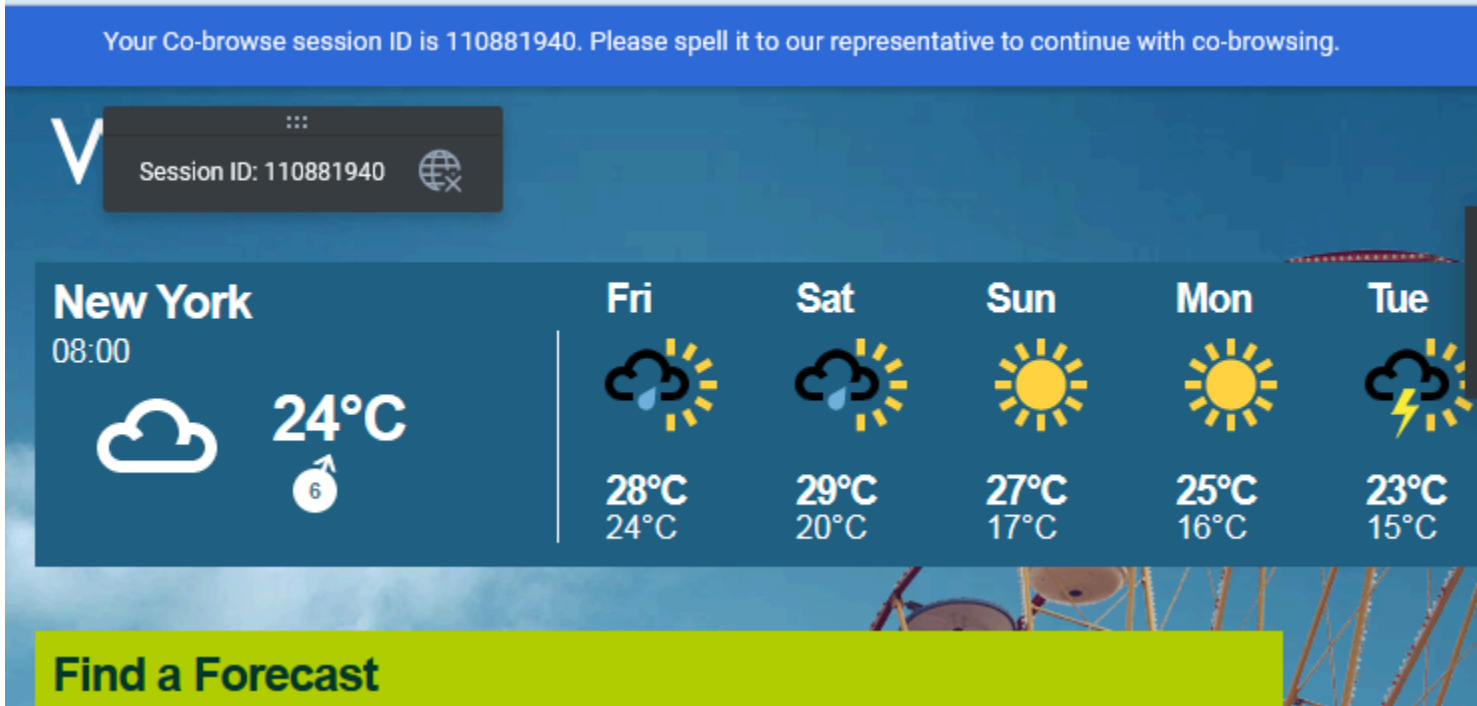 Your Co-browse session ID is 110881940. Please spell it to our representative to continue with co-browsing.
V
Session ID: 110881940
New York
08:00
24°C
6
Fri Sat Sun Mon Tue
28°C 29°C 27°C 25°C 23°C
24°C 20°C 17°C 16°C 15°C
Find a Forecast